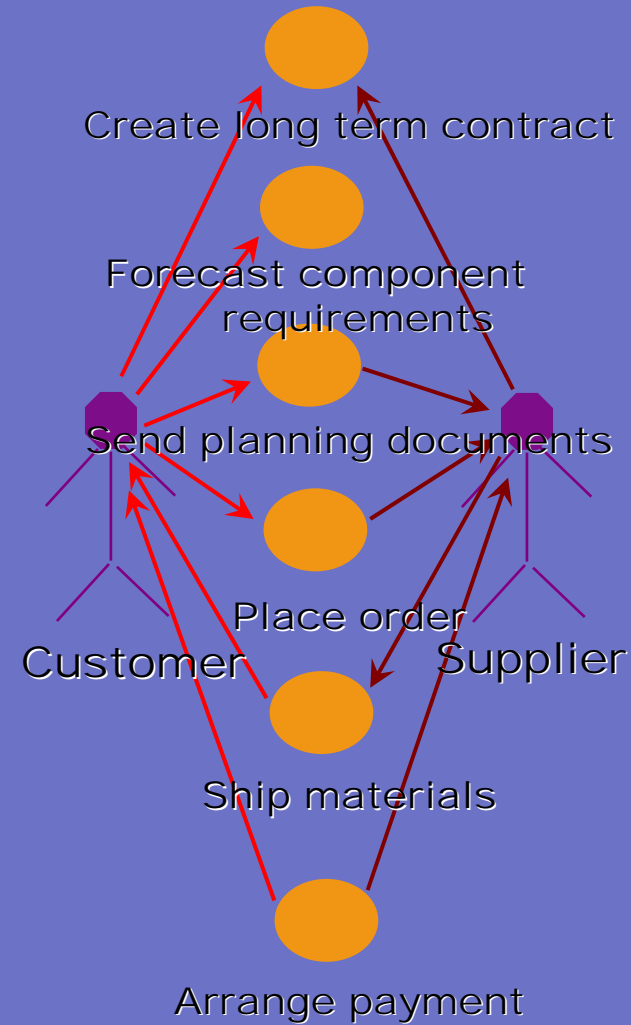 Create long term contract
Forecast component
requirements
Send planning documents
Place order
Customer
Supplier
Ship materials
Arrange payment